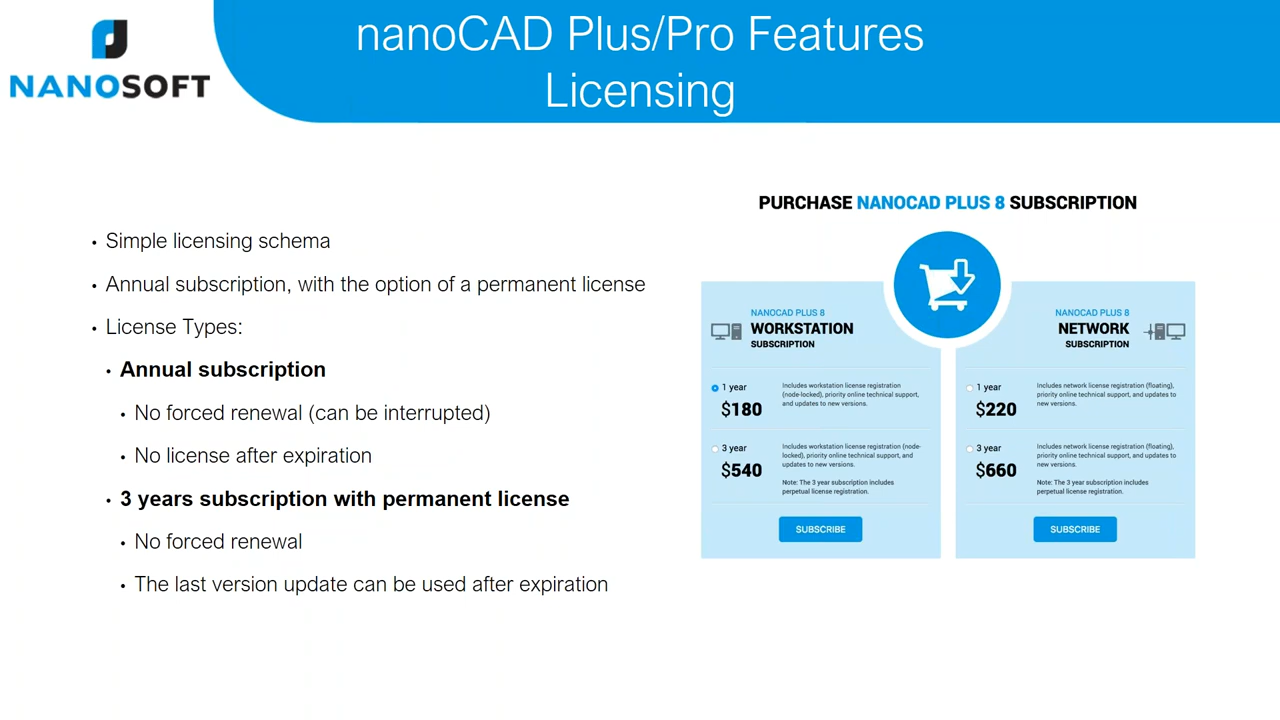 NANOSOFT
nanoCAD Plus/Pro Features
Licensing
• Simple licensing schema
• Annual subscription, with the option of a permanent license
• License Types:
• Annual subscription
• No forced renewal (can be interrupted)
• No license after expiration
• 3 years subscription with permanent license
• No forced renewal
• The last version update can be used after expiration
PURCHASE NANOCAD PLUS 8 SUBSCRIPTION
NANOCAD PLUS 8
WORKSTATION
SUBSCRIPTION
1 year
$180
Includes workstation license registration
(node-locked), priority online technical support,
and updates to new versions.
3 year
$540
Includes workstation license registration (node-
locked), priority online technical support, and
updates to new versions.
Note: The 3 year subscription includes
perpetual license registration.
SUBSCRIBE
NANOCAD PLUS 8
NETWORK
SUBSCRIPTION
1 year
$220
Includes network license registration (floating),
priority online technical support, and updates to
new versions.
3 year
$660
Includes network license registration (floating),
priority online technical support, and updates to
new versions.
Note: The 3 year subscription includes
perpetual license registration.
SUBSCRIBE